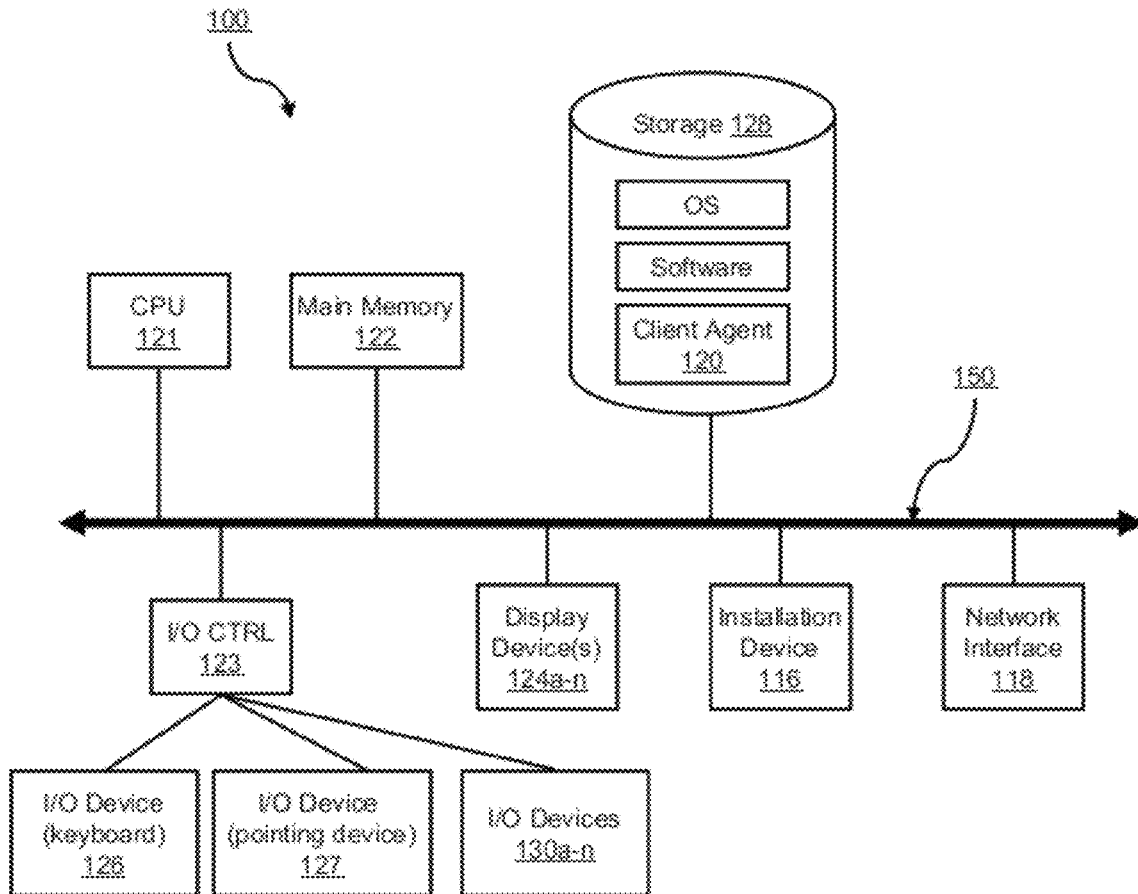 100
Storage 128
OS
Software
Client Agent
120
CPU
121
Main Memory
122
150
I/O CTRL
123
Display
Device(s)
124a-n
Installation
Device
116
Network
Interface
118
I/O Device
(keyboard)
126
I/O Device
(pointing device)
127
I/O Devices
130a-n